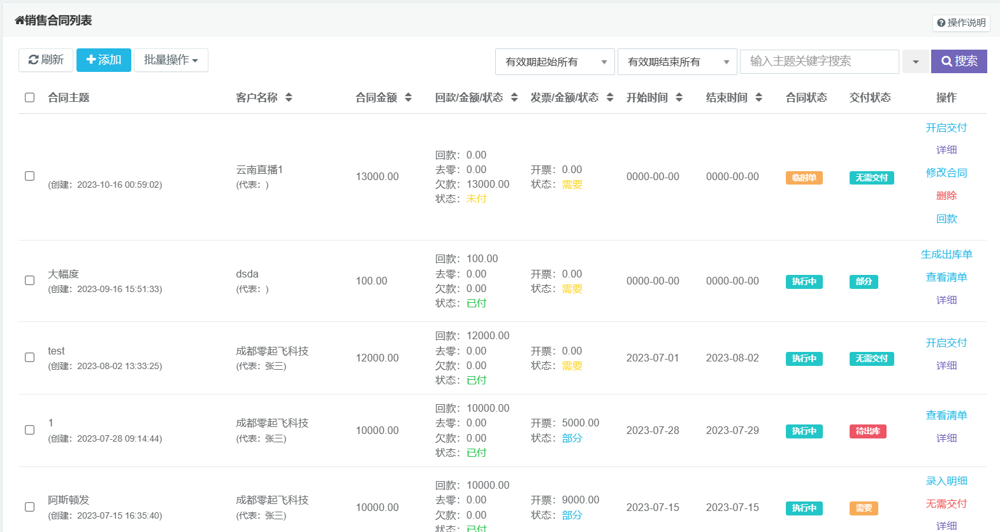 销售合同列表
操作说明
刷新 添加 批量操作 有效期起始所有 有效期结束所有 输入主题关键字搜索 搜索
合同主题 客户名称 合同金额 回款/金额/状态 发票/金额/状态 开始时间 结束时间 合同状态 交付状态 操作
(创建：2023-10-16 00:59:02)
云南直播1
(代表：)
13000.00
回款：0.00
去零：0.00
欠款：13000.00
状态：未付
开票：0.00
状态：需要
0000-00-00
0000-00-00
临时单
无需交付
开启交付
详细
修改合同
删除
回款
大幅度
(创建：2023-09-16 15:51:33)
dsda
(代表：)
100.00
回款：100.00
去零：0.00
欠款：0.00
状态：已付
开票：0.00
状态：需要
0000-00-00
0000-00-00
执行中
部分
生成出库单
查看清单
详细
test
(创建：2023-08-02 13:33:25)
成都零起飞科技
(代表：张三)
12000.00
回款：12000.00
去零：0.00
欠款：0.00
状态：已付
开票：0.00
状态：需要
2023-07-01
2023-08-02
执行中
无需交付
开启交付
详细
1
(创建：2023-07-28 09:14:44)
成都零起飞科技
(代表：张三)
10000.00
回款：10000.00
去零：0.00
欠款：0.00
状态：已付
开票：5000.00
状态：部分
2023-07-28
2023-07-29
执行中
待出库
查看清单
详细
阿斯顿发
(创建：2023-07-15 16:35:40)
成都零起飞科技
(代表：张三)
10000.00
回款：10000.00
去零：0.00
欠款：0.00
状态：已付
开票：9000.00
状态：部分
2023-07-15
2023-07-15
执行中
需要
录入明细
无需交付
详细